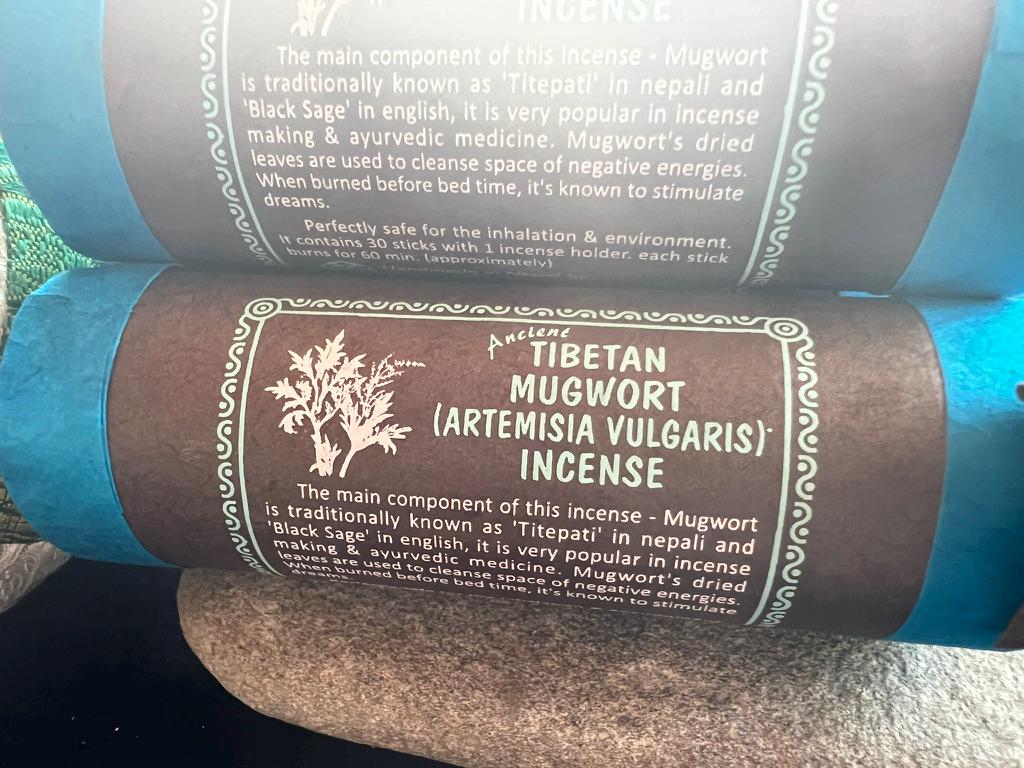 INCENSE
The main component of this incense - Mugwort
is traditionally known as 'Titepati' in nepali and
'Black Sage' in english, it is very popular in incense
making & ayurvedic medicine. Mugwort's dried
leaves are used to cleanse space of negative energies.
When burned before bed time, it's known to stimulate
dreams.
Perfectly safe for the inhalation & environment.
It contains 30 sticks with 1 incense holder. each stick
burns for 60 min. (approximately)
Handmade in Nepal
Ancient
TIBETAN
MUGWORT
(ARTEMISIA VULGARIS)
INCENSE
The main component of this incense - Mugwort
is traditionally known as 'Titepati' in nepali and
'Black Sage' in english, it is very popular in incense
making & ayurvedic medicine. Mugwort's dried
leaves are used to cleanse space of negative energies.
When burned before bed time, it's known to stimulate
dreams.